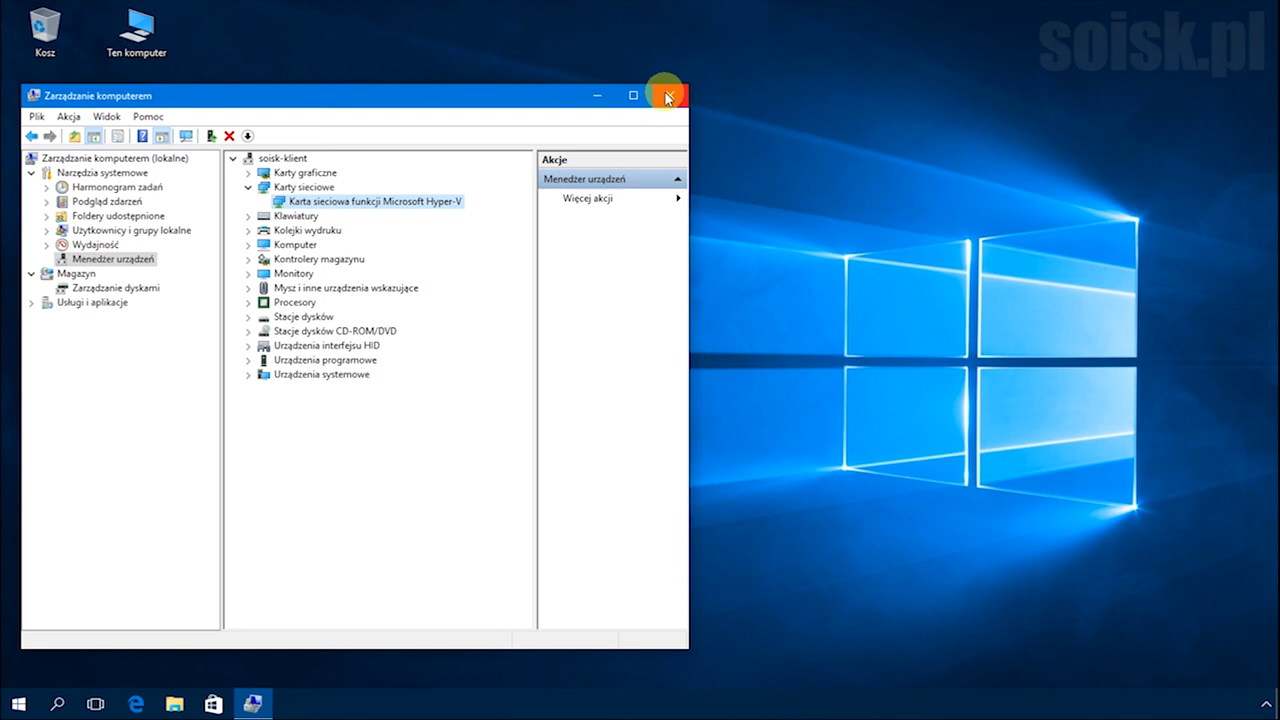 soisk.pl
Kosz
Ten komputer
Zarządzanie komputerem
Plik Akcja Widok Pomoc
Zarządzanie komputerem (lokalne)
Narzędzia systemowe
Harmonogram zadań
Podgląd zdarzeń
Foldery udostępnione
Użytkownicy i grupy lokalne
Wydajność
Menedżer urządzeń
Magazyn
Zarządzanie dyskami
Usługi i aplikacje
soisk-klient
Karty graficzne
Karty sieciowe
Karta sieciowa funkcji Microsoft Hyper-V
Klawiatury
Kolejki wydruku
Komputer
Kontrolery magazynu
Monitory
Mysz i inne urządzenia wskazujące
Procesory
Stacje dysków
Stacje dysków CD-ROM/DVD
Urządzenia interfejsu HID
Urządzenia programowe
Urządzenia systemowe
Akcje
Menedżer urządzeń
Więcej akcji